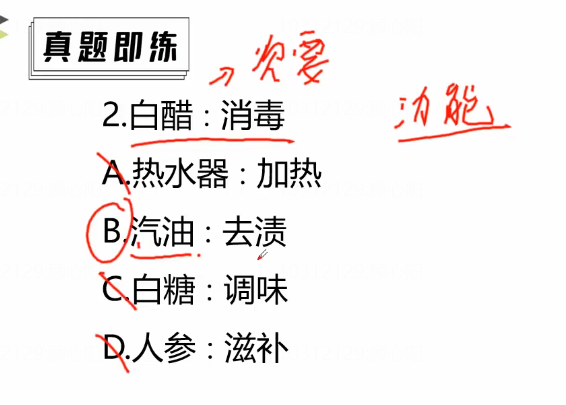 真题即练
→次要
2.白醋：消毒
功能
A.热水器：加热
B.汽油：去渍
C.白糖：调味
D.人参：滋补